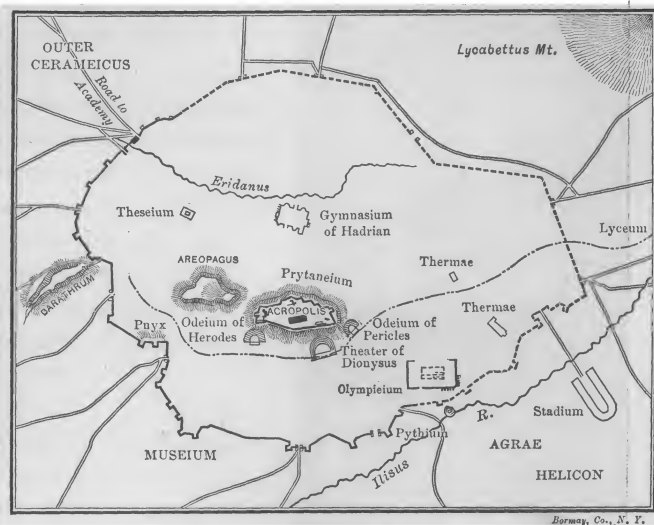 OUTER
CERAMEICUS
Road to
Academy
Lycabettus Mt.
Eridanus
Theseium
Gymnasium
of Hadrian
Lyceum
AREOPAGUS
Prytaneium
Thermae
BARATHRUM
ACROPOLIS
Thermae
Pnyx
Odeium of
Herodes
Odeium of
Pericles
Theater of
Dionysus
Olympieium
Stadium
R.
Pythium
AGRAE
MUSEIUM
Ilisus
HELICON
Bormay, Co., N. Y.